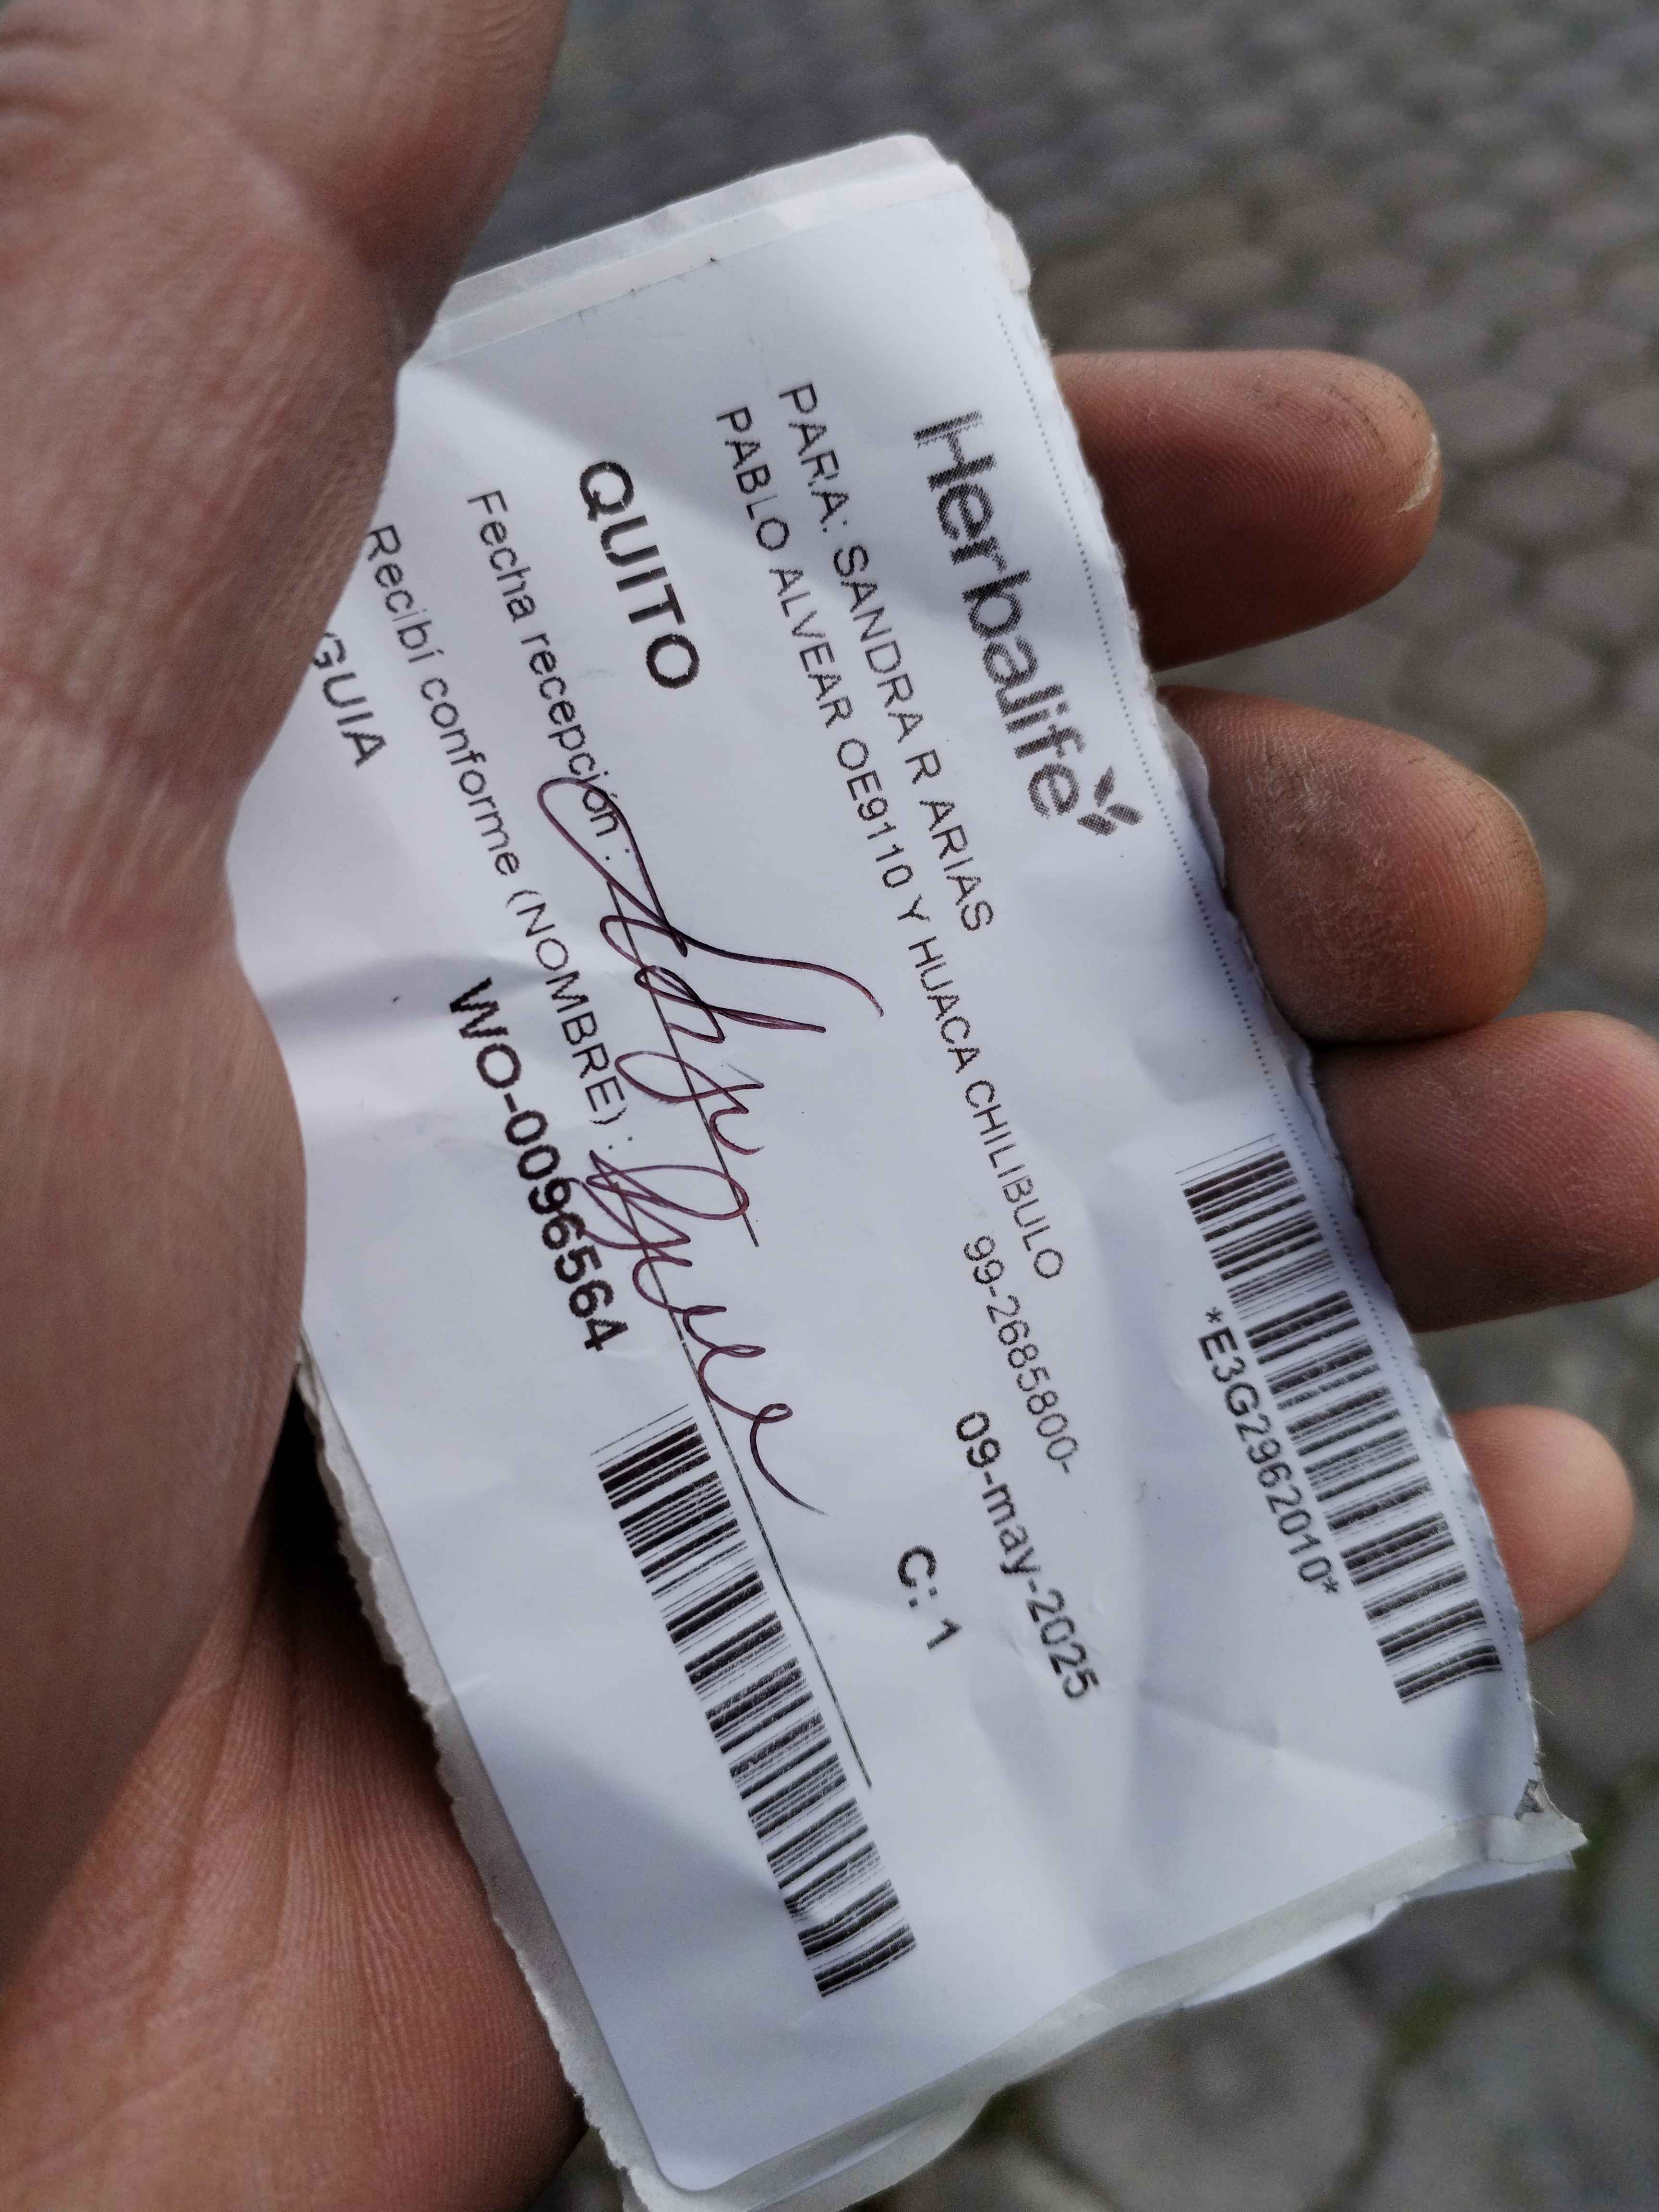 Herbalife
*E3G2962010*
PARA: SANDRA R ARIAS
PABLO ALVEAR OE9110 Y HUACA CHILIBULO
99-2685800-
09-may-2025
QUITO
C: 1
Fecha recepción :
Recibí conforme (NOMBRE) :
GUIA
WO-0096564